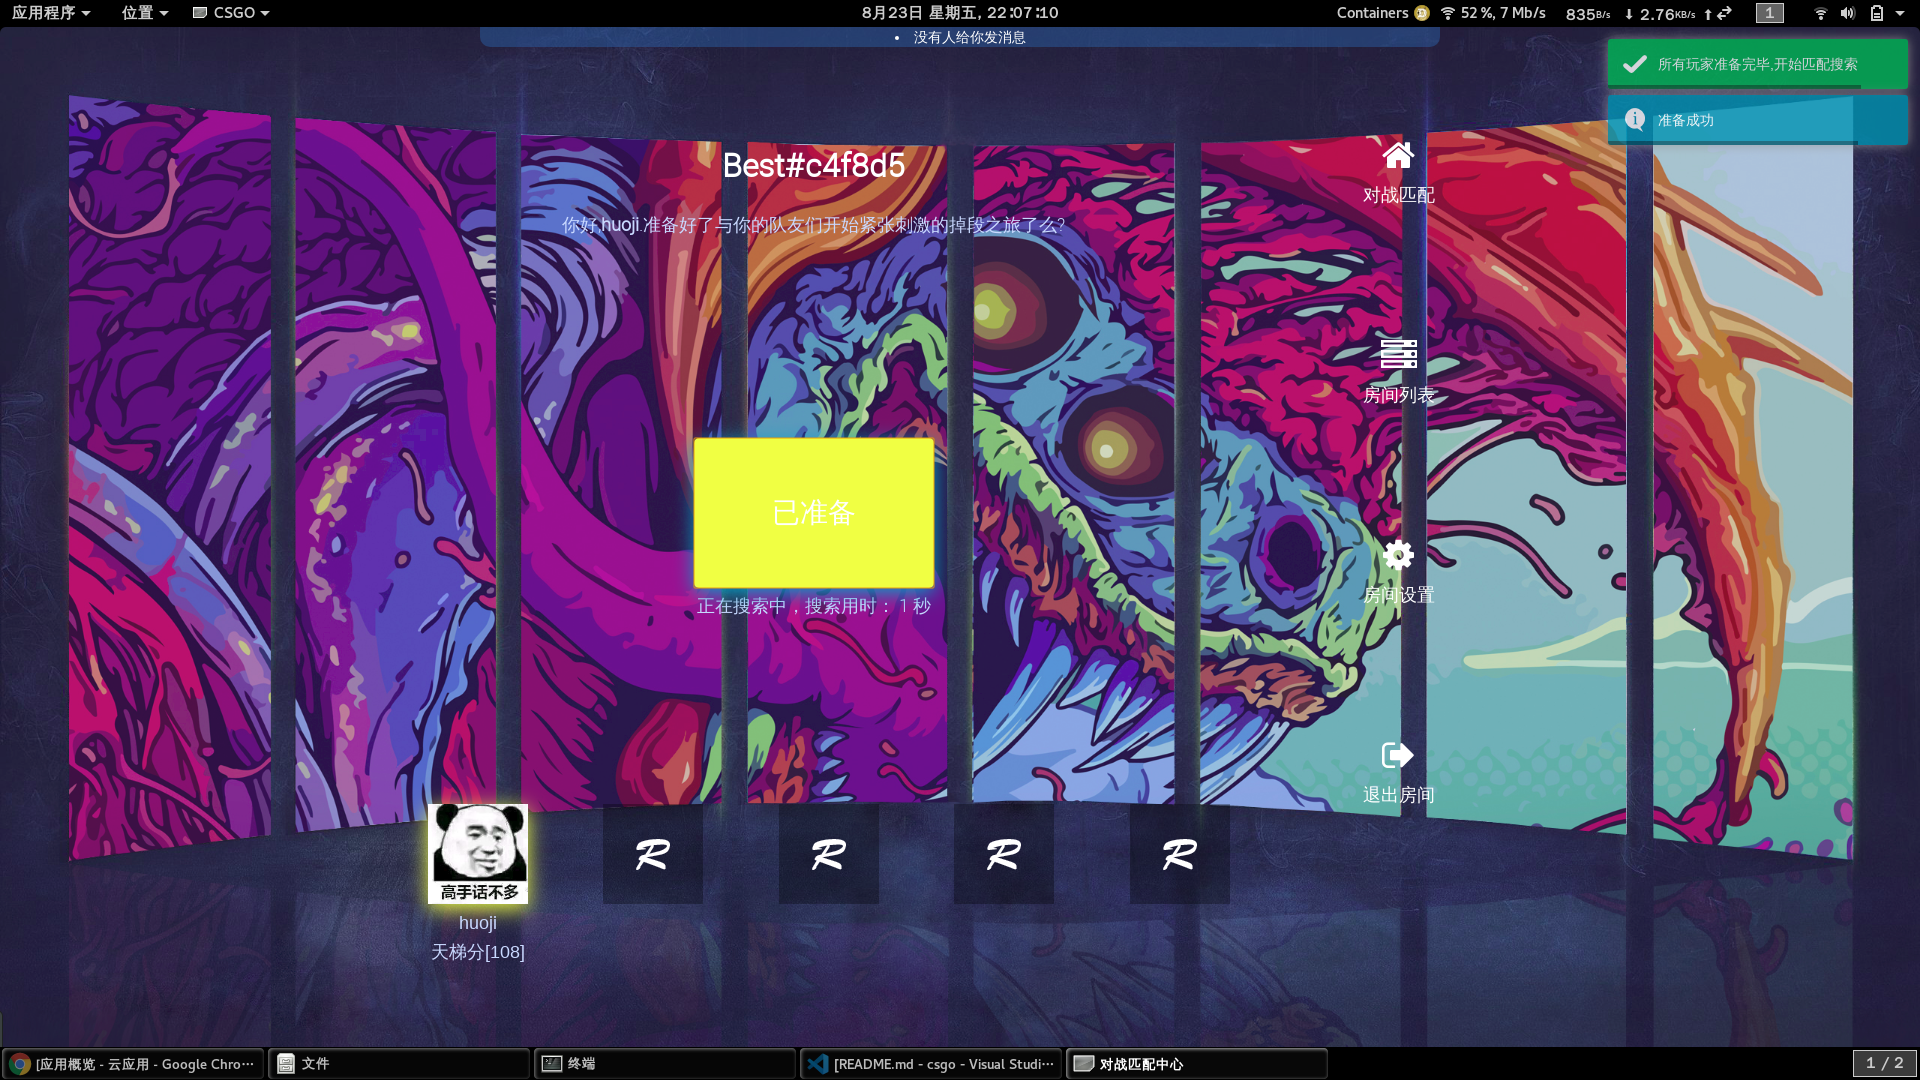 应用程序 位置 CSGO 8月23日 星期五, 22:07:10 Containers 52 %, 7 Mb/s 835B/s 2.76KB/s 1
没有人给你发消息
所有玩家准备完毕,开始匹配搜索
准备成功
Best#c4f8d5
对战匹配
你好,huoji.准备好了与你的队友们开始紧张刺激的掉段之旅了么?
房间列表
已准备
房间设置
正在搜索中，搜索用时： 1 秒
退出房间
高手话不多
R R R R
huoji
天梯分[108]
[应用概览 - 云应用 - Google Chro… 文件 终端 [README.md - csgo - Visual Studi… 对战匹配中心 1 / 2